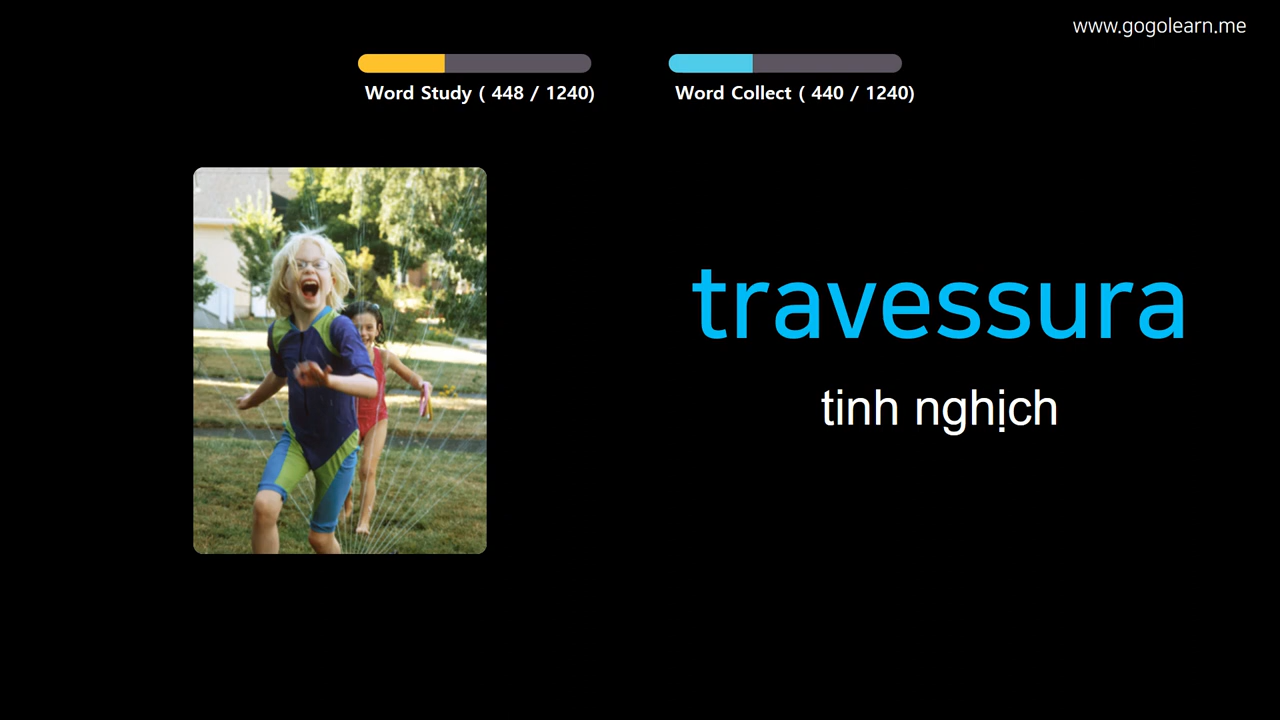 www.gogolearn.me
Word Study ( 448 / 1240)
Word Collect ( 440 / 1240)
travessura
tinh nghịch